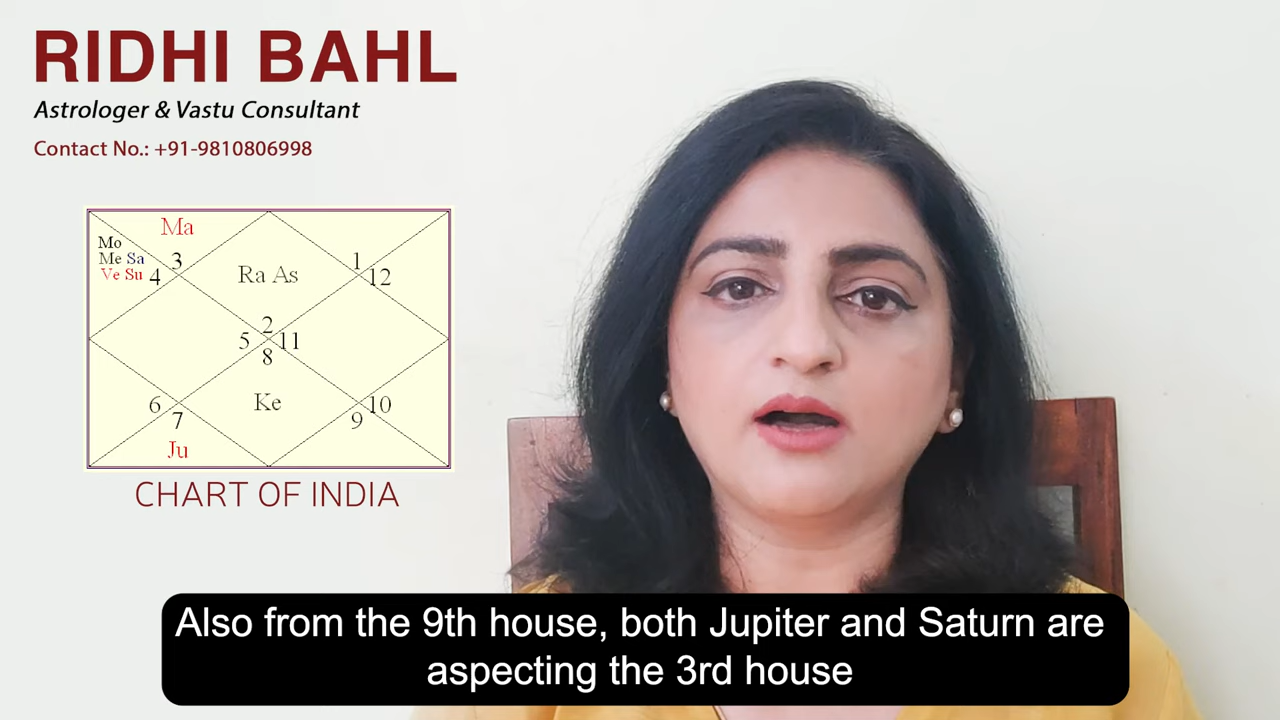 RIDHI BAHL
Astrologer & Vastu Consultant
Contact No.: +91-9810806998
Ma
Mo
Me Sa
Ve Su
4
3
Ra As
1
12
2
5
11
8
6
7
Ke
10
9
Ju
CHART OF INDIA
Also from the 9th house, both Jupiter and Saturn are
aspecting the 3rd house